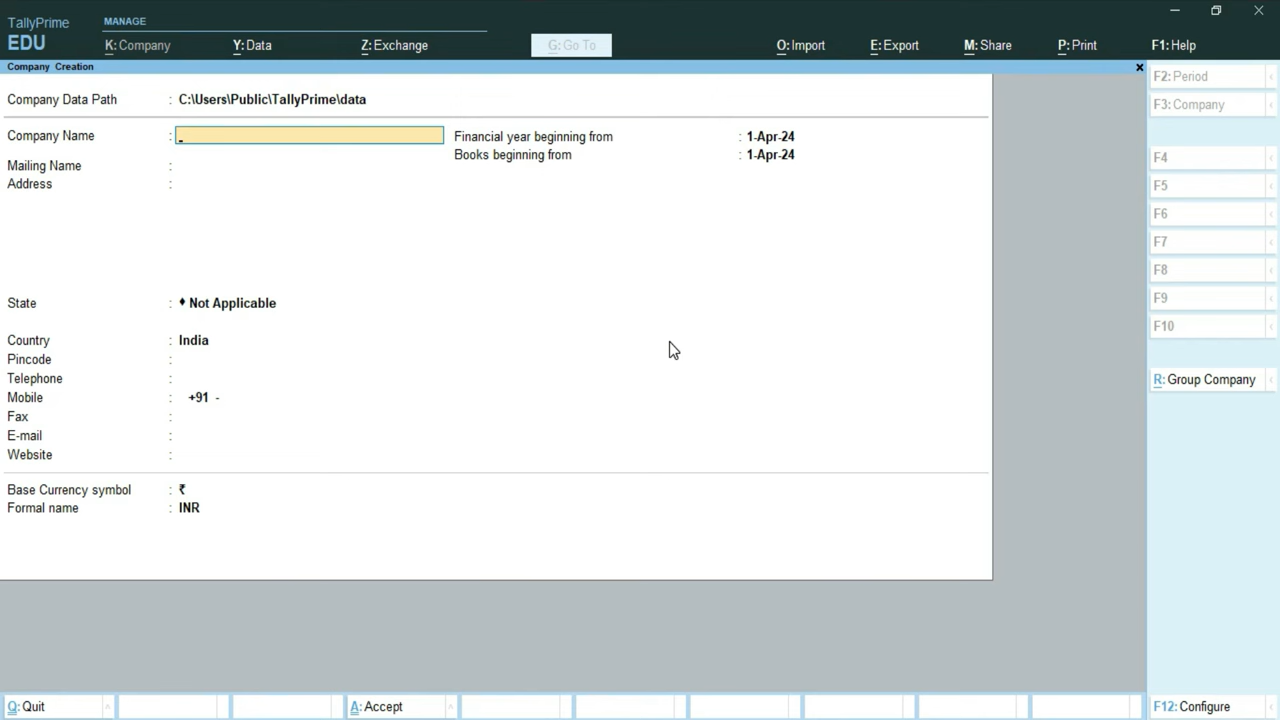 TallyPrime
EDU
MANAGE
K: Company
Y: Data
Z: Exchange
G: Go To
O: Import
E: Export
M: Share
P: Print
F1: Help
Company Creation
Company Data Path : C:\Users\Public\TallyPrime\data
Company Name :
Financial year beginning from : 1-Apr-24
Books beginning from : 1-Apr-24
Mailing Name :
Address :
State : ♦ Not Applicable
Country : India
Pincode :
Telephone :
Mobile : +91 -
Fax :
E-mail :
Website :
Base Currency symbol : ₹
Formal name : INR
F2: Period
F3: Company
F4
F5
F6
F7
F8
F9
F10
R: Group Company
Q: Quit
A: Accept
F12: Configure